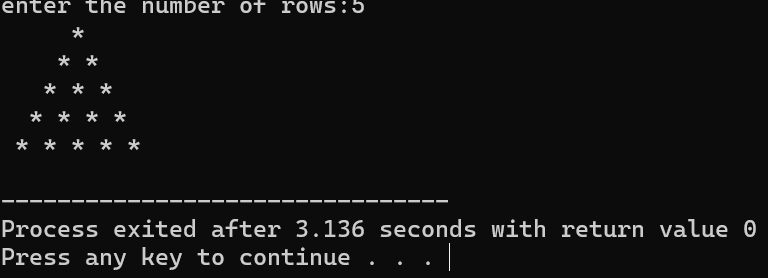 enter the number of rows:5
     *
    * *
   * * *
  * * * *
 * * * * *
--------------------------------
Process exited after 3.136 seconds with return value 0
Press any key to continue . . .